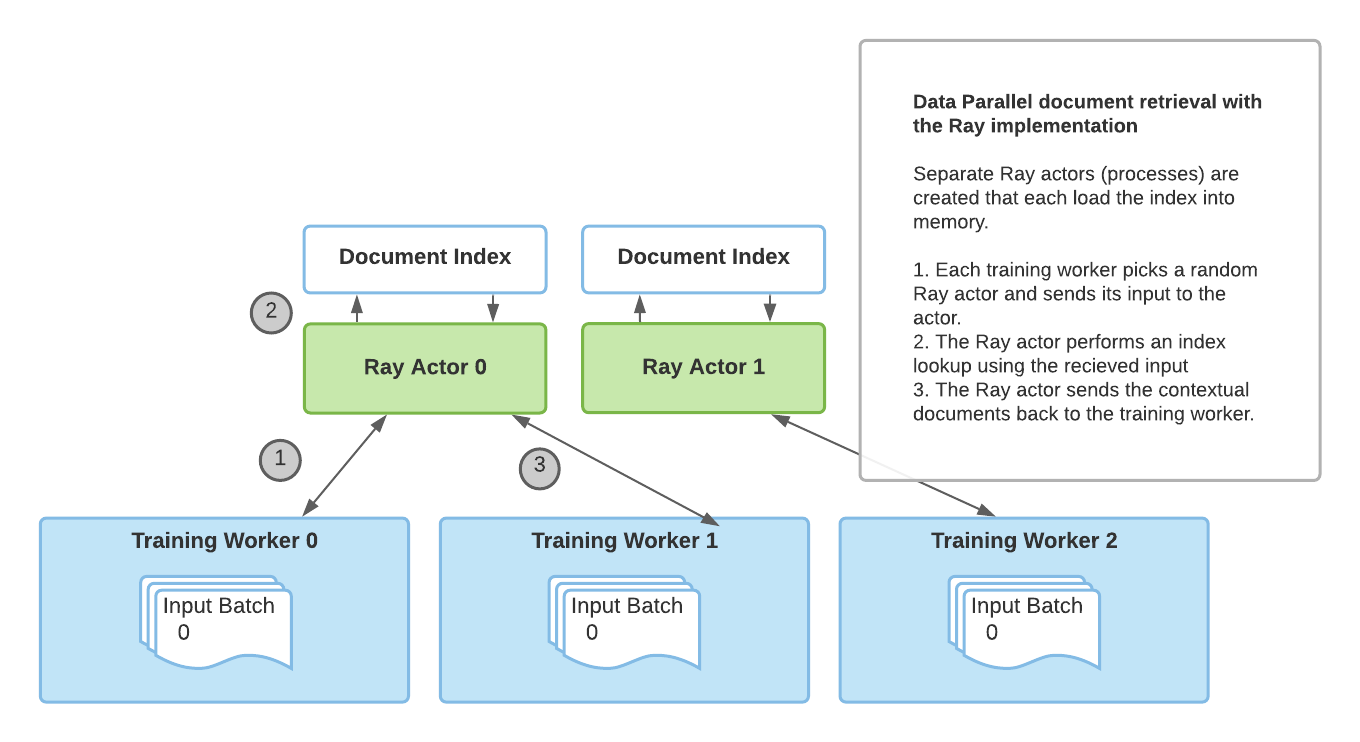 Data Parallel document retrieval with
the Ray implementation
Separate Ray actors (processes) are
created that each load the index into
memory.
1. Each training worker picks a random
Ray actor and sends its input to the
actor.
2. The Ray actor performs an index
lookup using the recieved input
3. The Ray actor sends the contextual
documents back to the training worker.
Document Index
Document Index
2
Ray Actor 0
Ray Actor 1
1
3
Training Worker 0
Input Batch
0
Training Worker 1
Input Batch
0
Training Worker 2
Input Batch
0